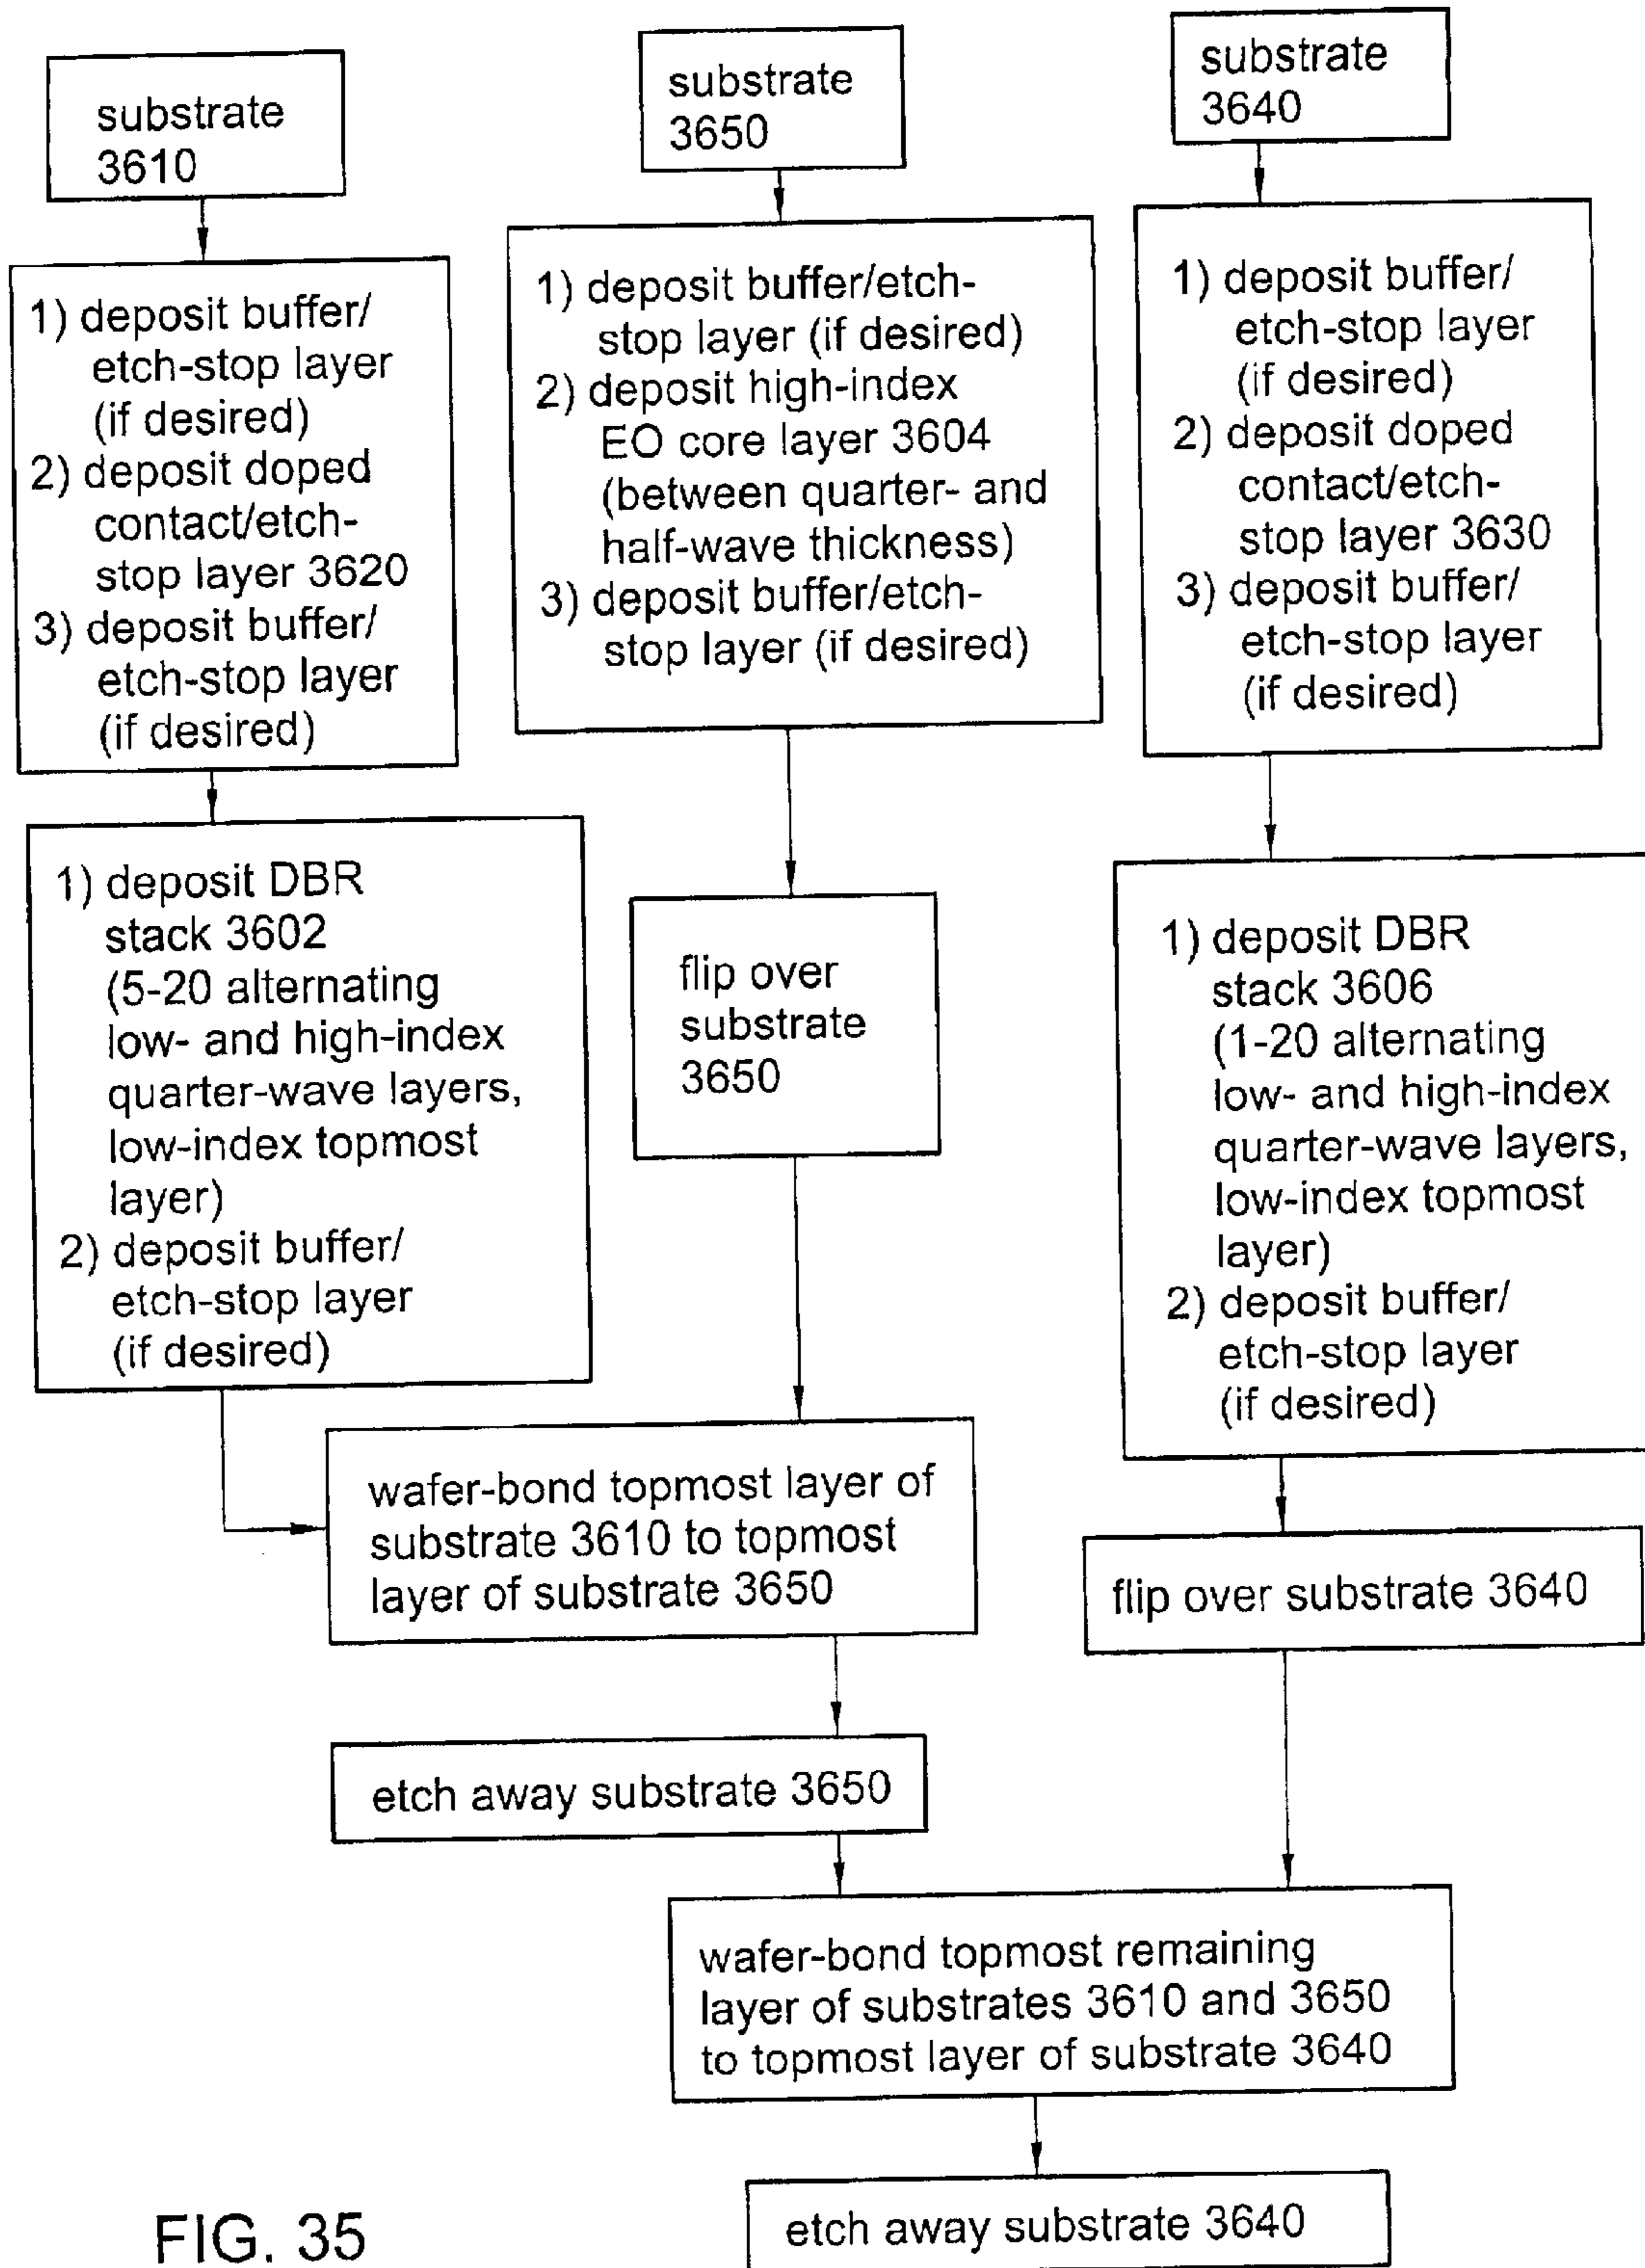 substrate
3610
substrate
3650
substrate
3640
1) deposit buffer/
etch-stop layer
(if desired)
2) deposit doped
contact/etch-
stop layer 3620
3) deposit buffer/
etch-stop layer
(if desired)
1) deposit buffer/etch-
stop layer (if desired)
2) deposit high-index
EO core layer 3604
(between quarter- and
half-wave thickness)
3) deposit buffer/etch-
stop layer (if desired)
1) deposit buffer/
etch-stop layer
(if desired)
2) deposit doped
contact/etch-
stop layer 3630
3) deposit buffer/
etch-stop layer
(if desired)
1) deposit DBR
stack 3602
(5-20 alternating
low- and high-index
quarter-wave layers,
low-index topmost
layer)
2) deposit buffer/
etch-stop layer
(if desired)
flip over
substrate
3650
1) deposit DBR
stack 3606
(1-20 alternating
low- and high-index
quarter-wave layers,
low-index topmost
layer)
2) deposit buffer/
etch-stop layer
(if desired)
wafer-bond topmost layer of
substrate 3610 to topmost
layer of substrate 3650
flip over substrate 3640
etch away substrate 3650
wafer-bond topmost remaining
layer of substrates 3610 and 3650
to topmost layer of substrate 3640
etch away substrate 3640
FIG. 35